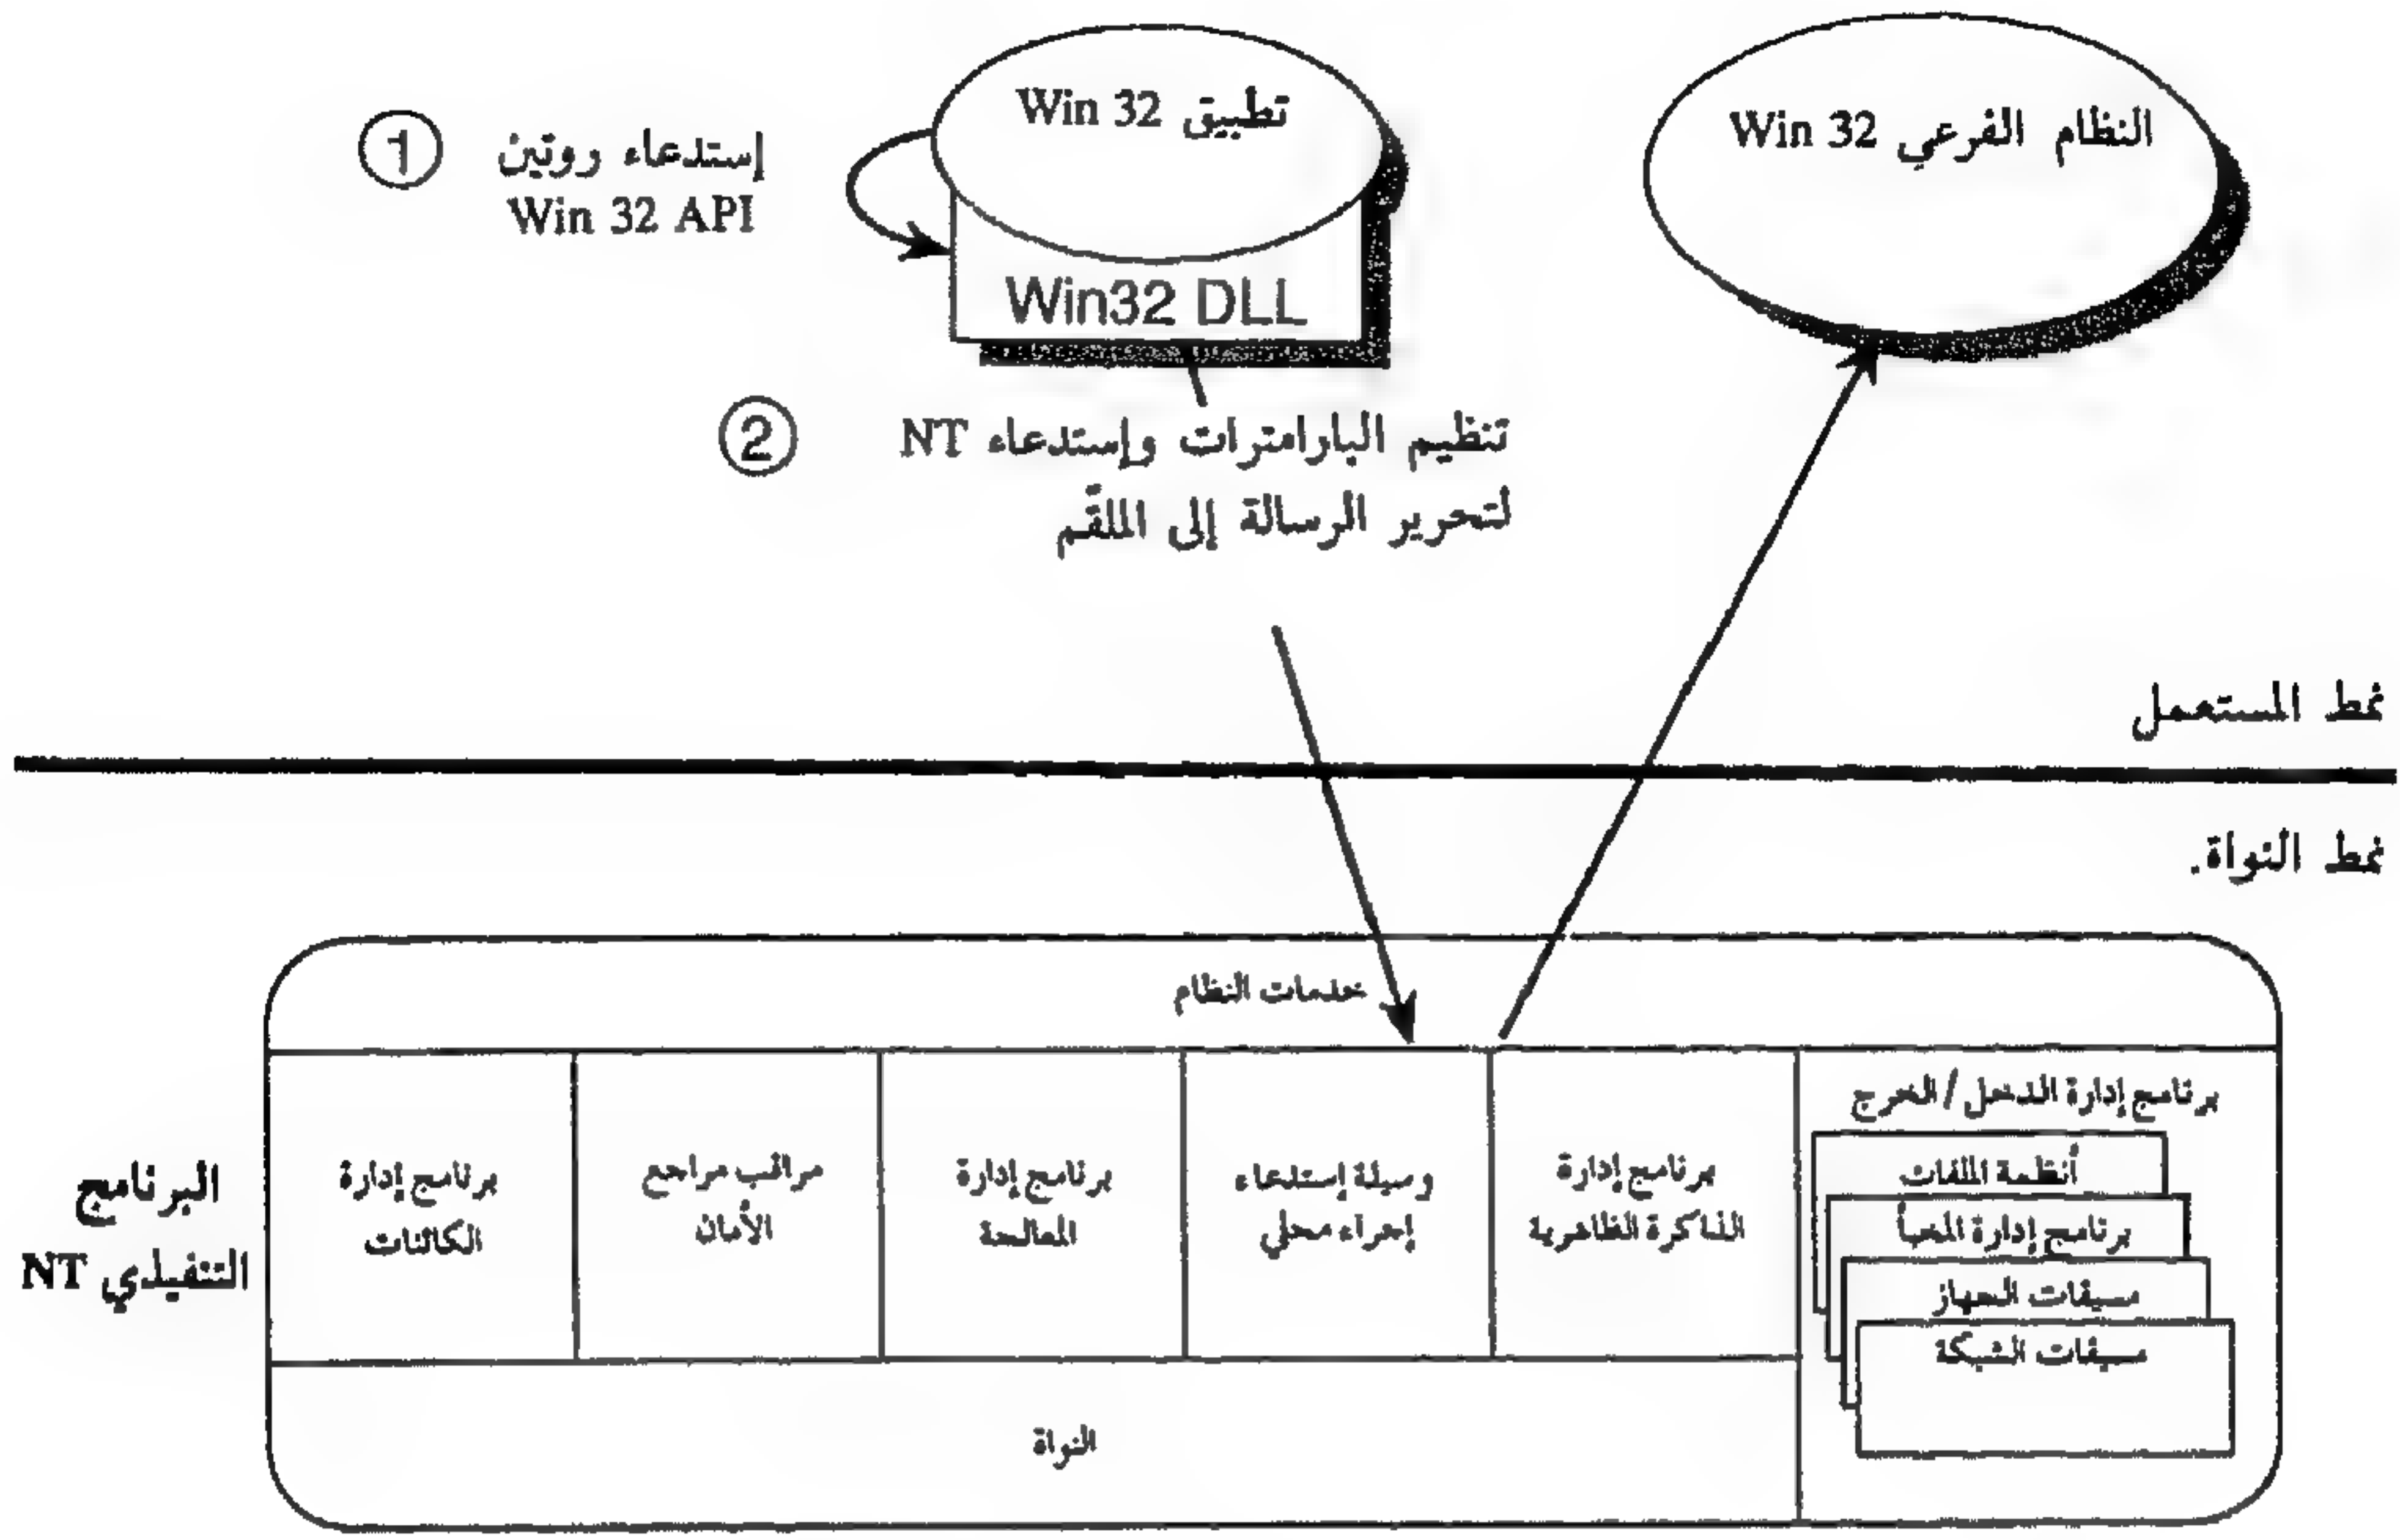 تطبيق Win 32
النظام الفرعي Win 32
1
إستدعاء روتين
Win 32 API
Win32 DLL
2
تنظيم البارامترات وإستدعاء NT
لتحرير الرسالة إلى الملقّم
نمط المستعمل
نمط النواة.
خدمات النظام
برنامج إدارة المدخل/الخرج
أنظمة الملفات
برنامج إدارة المخبأ
مسيقات الجهاز
مسيقات الشبكة
برنامج إدارة
الذاكرة الظاهرية
وسيلة إستدعاء
إجراء محلي
برنامج إدارة
المعالجة
مراقب مراجع
الأمان
برنامج إدارة
الكائنات
البرنامج
التنفيذي NT
النواة